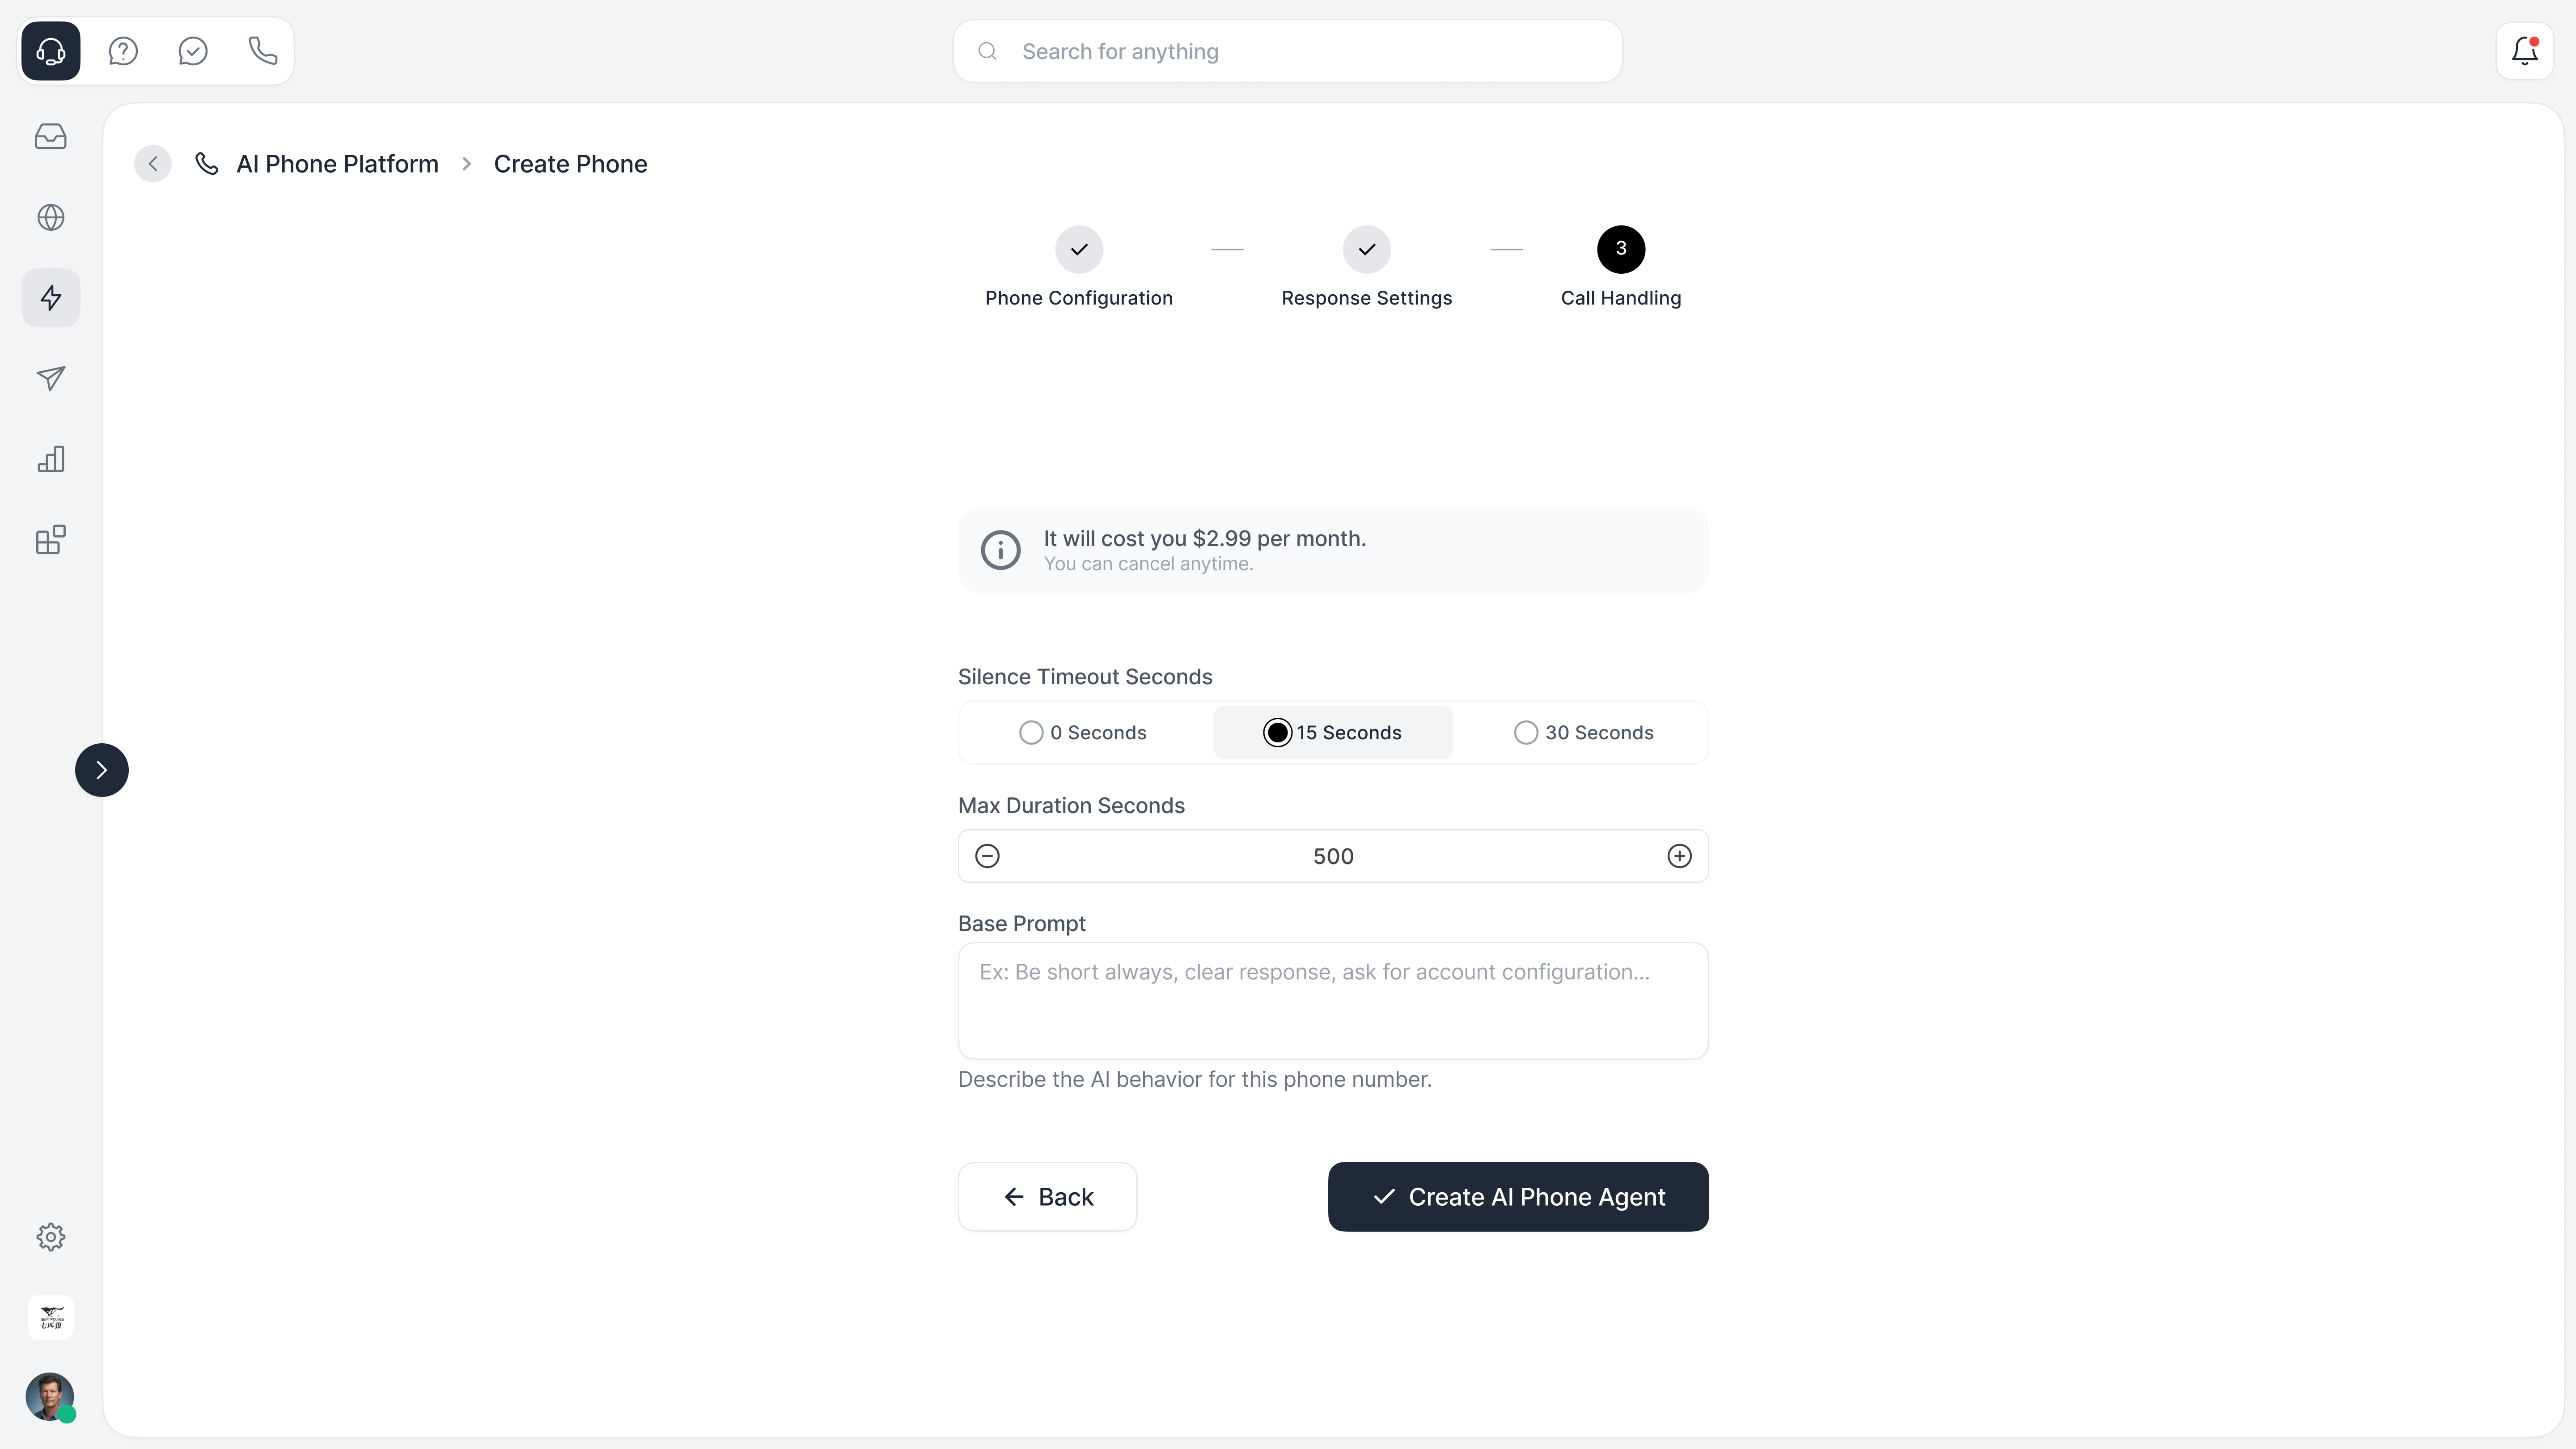 Search for anything
AI Phone Platform > Create Phone
3
Phone Configuration
Response Settings
Call Handling
It will cost you $2.99 per month.
You can cancel anytime.
Silence Timeout Seconds
0 Seconds
15 Seconds
30 Seconds
Max Duration Seconds
500
Base Prompt
Ex: Be short always, clear response, ask for account configuration...
Describe the AI behavior for this phone number.
Back
Create AI Phone Agent
七匹狼